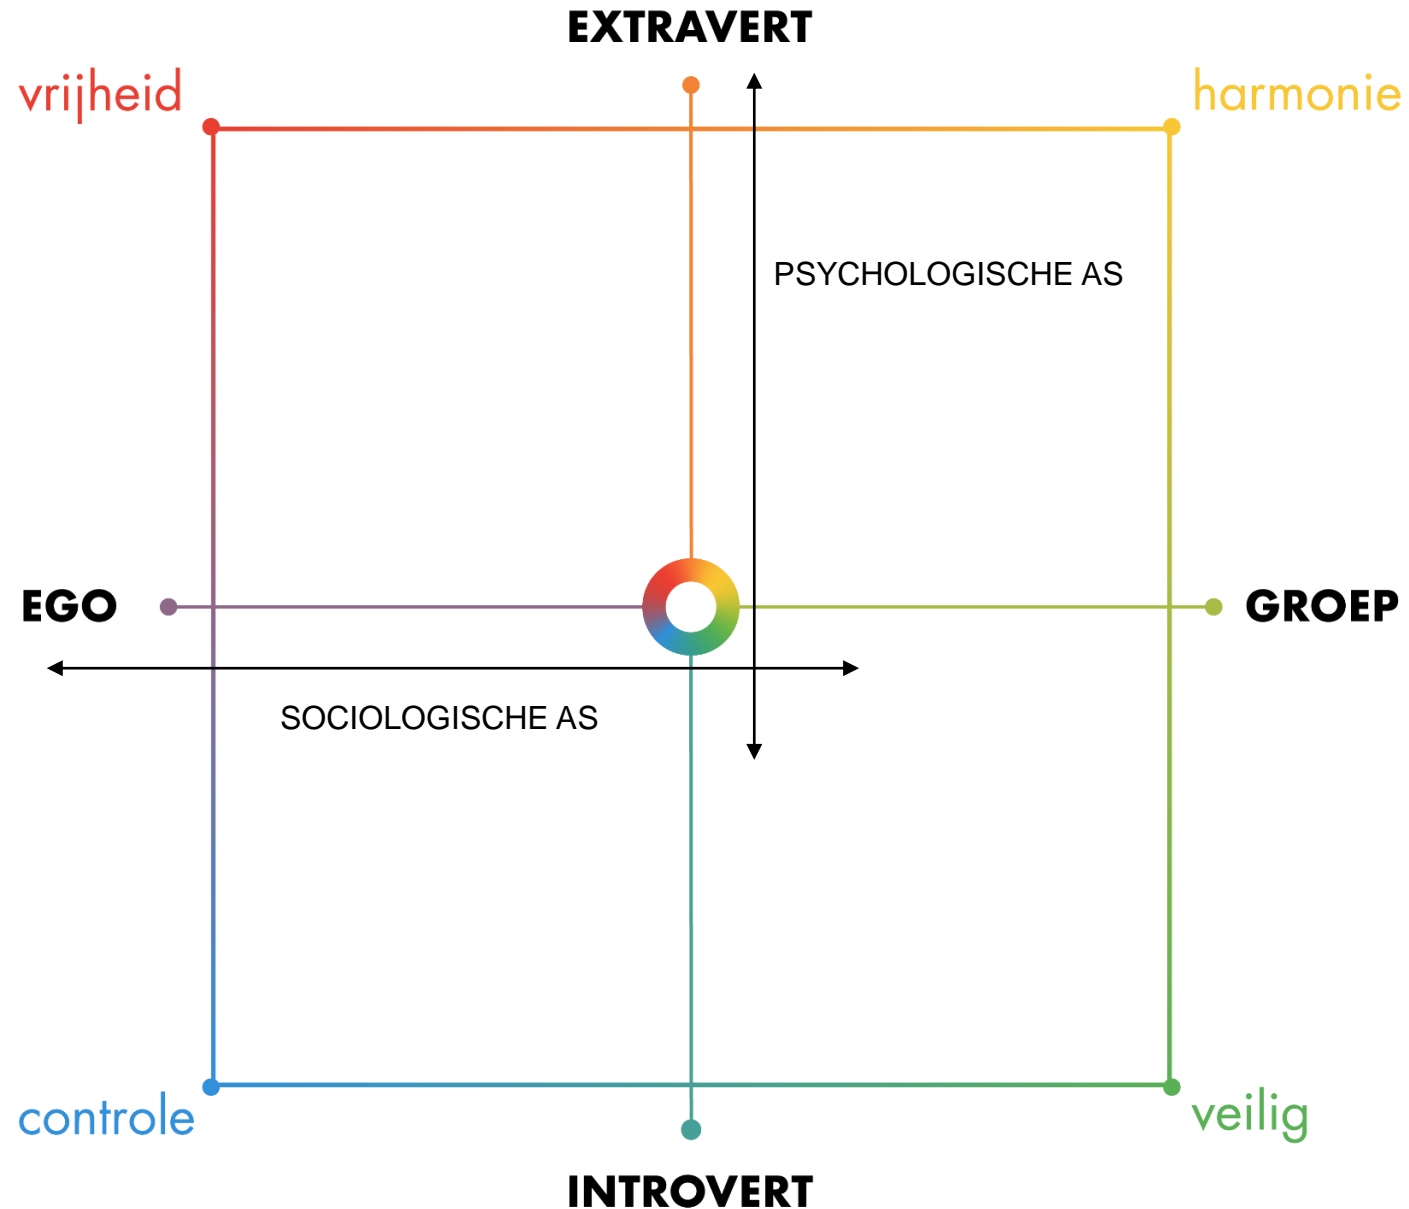 EXTRAVERT
vrijheid
harmonie
PSYCHOLOGISCHE AS
EGO
GROEP
SOCIOLOGISCHE AS
controle
veilig
INTROVERT